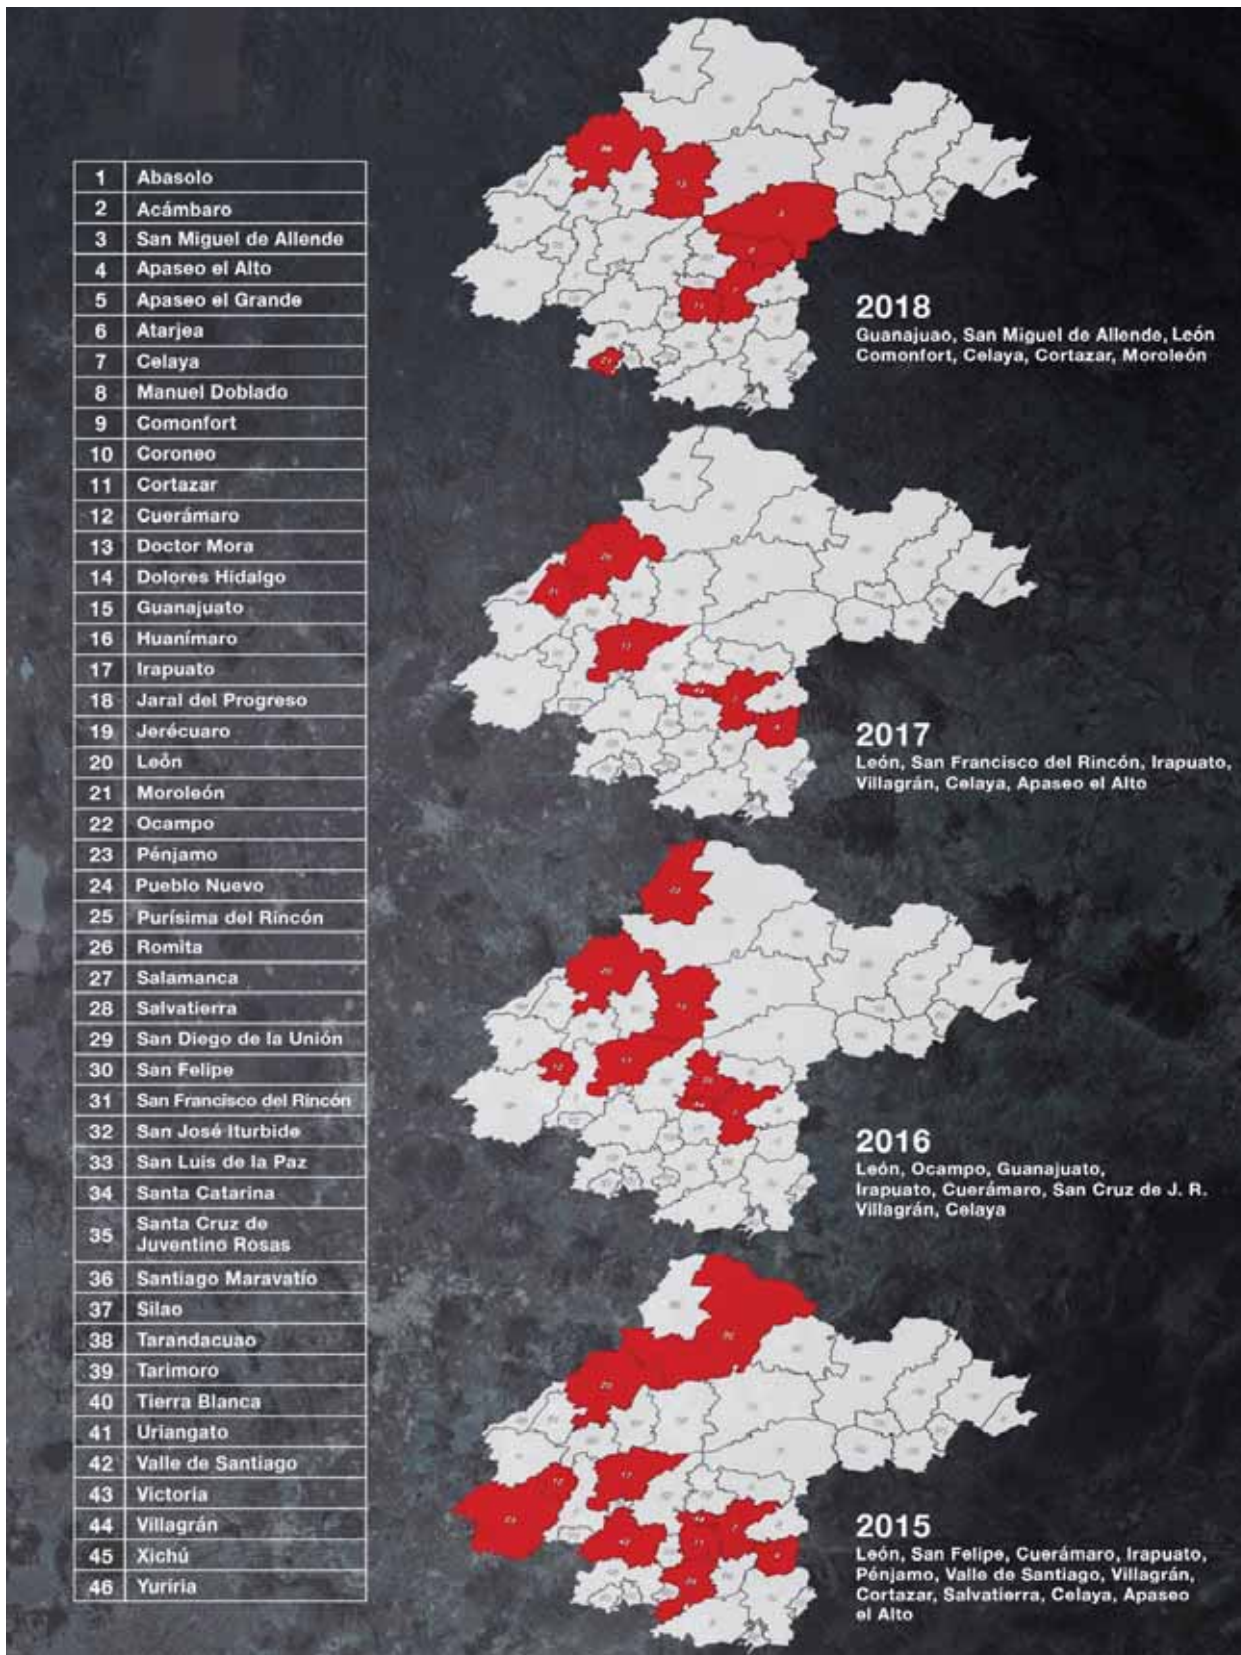 1 Abasolo
2 Acámbaro
3 San Miguel de Allende
4 Apaseo el Alto
5 Apaseo el Grande
6 Atarjea
7 Celaya
8 Manuel Doblado
9 Comonfort
10 Coroneo
11 Cortazar
12 Cuerámaro
13 Doctor Mora
14 Dolores Hidalgo
15 Guanajuato
16 Huanímaro
17 Irapuato
18 Jaral del Progreso
19 Jerécuaro
20 León
21 Moroleón
22 Ocampo
23 Pénjamo
24 Pueblo Nuevo
25 Purísima del Rincón
26 Romita
27 Salamanca
28 Salvatierra
29 San Diego de la Unión
30 San Felipe
31 San Francisco del Rincón
32 San José Iturbide
33 San Luis de la Paz
34 Santa Catarina
35 Santa Cruz de
Juventino Rosas
36 Santiago Maravatío
37 Silao
38 Tarandacuao
39 Tarimoro
40 Tierra Blanca
41 Uriangato
42 Valle de Santiago
43 Victoria
44 Villagrán
45 Xichú
46 Yuriria
2018
Guanajuao, San Miguel de Allende, León
Comonfort, Celaya, Cortazar, Moroleón
2017
León, San Francisco del Rincón, Irapuato,
Villagrán, Celaya, Apaseo el Alto
2016
León, Ocampo, Guanajuato,
Irapuato, Cuerámaro, San Cruz de J. R.
Villagrán, Celaya
2015
León, San Felipe, Cuerámaro, Irapuato,
Pénjamo, Valle de Santiago, Villagrán,
Cortazar, Salvatierra, Celaya, Apaseo
el Alto